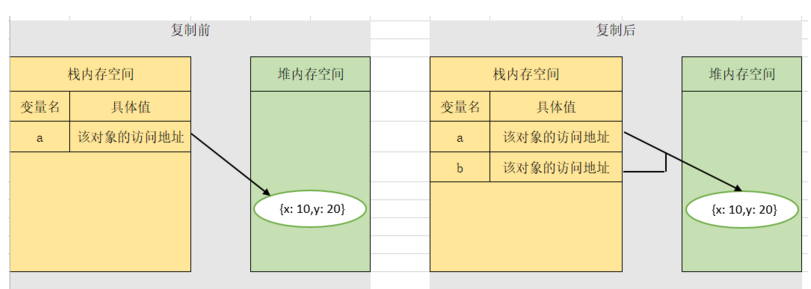 复制前
栈内存空间
堆内存空间
变量名 具体值
a 该对象的访问地址
{x: 10,y: 20}
复制后
栈内存空间
堆内存空间
变量名 具体值
a 该对象的访问地址
b 该对象的访问地址
{x: 10,y: 20}